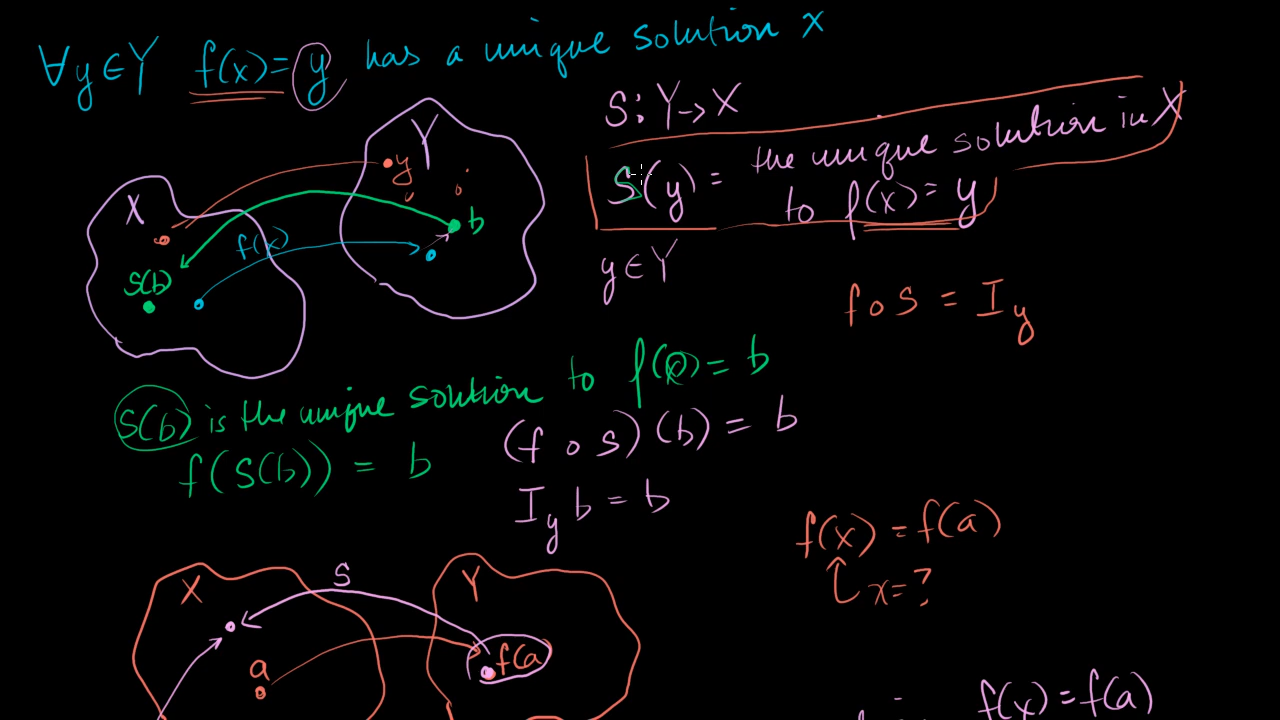 ∀y∈Y f(x)=y has a unique solution x
S: Y→X
S(y) = the unique solution in X
to f(x)=y
y∈Y
Y
y
y
X
b
f(x)
S(b)
f o S = I_y
S(b) is the unique solution to f(x)=b
f(S(b)) = b
(f o S)(b) = b
I_y b = b
f(x)=f(a)
x=?
X
S
Y
a
f(a)
f(x)=f(a)